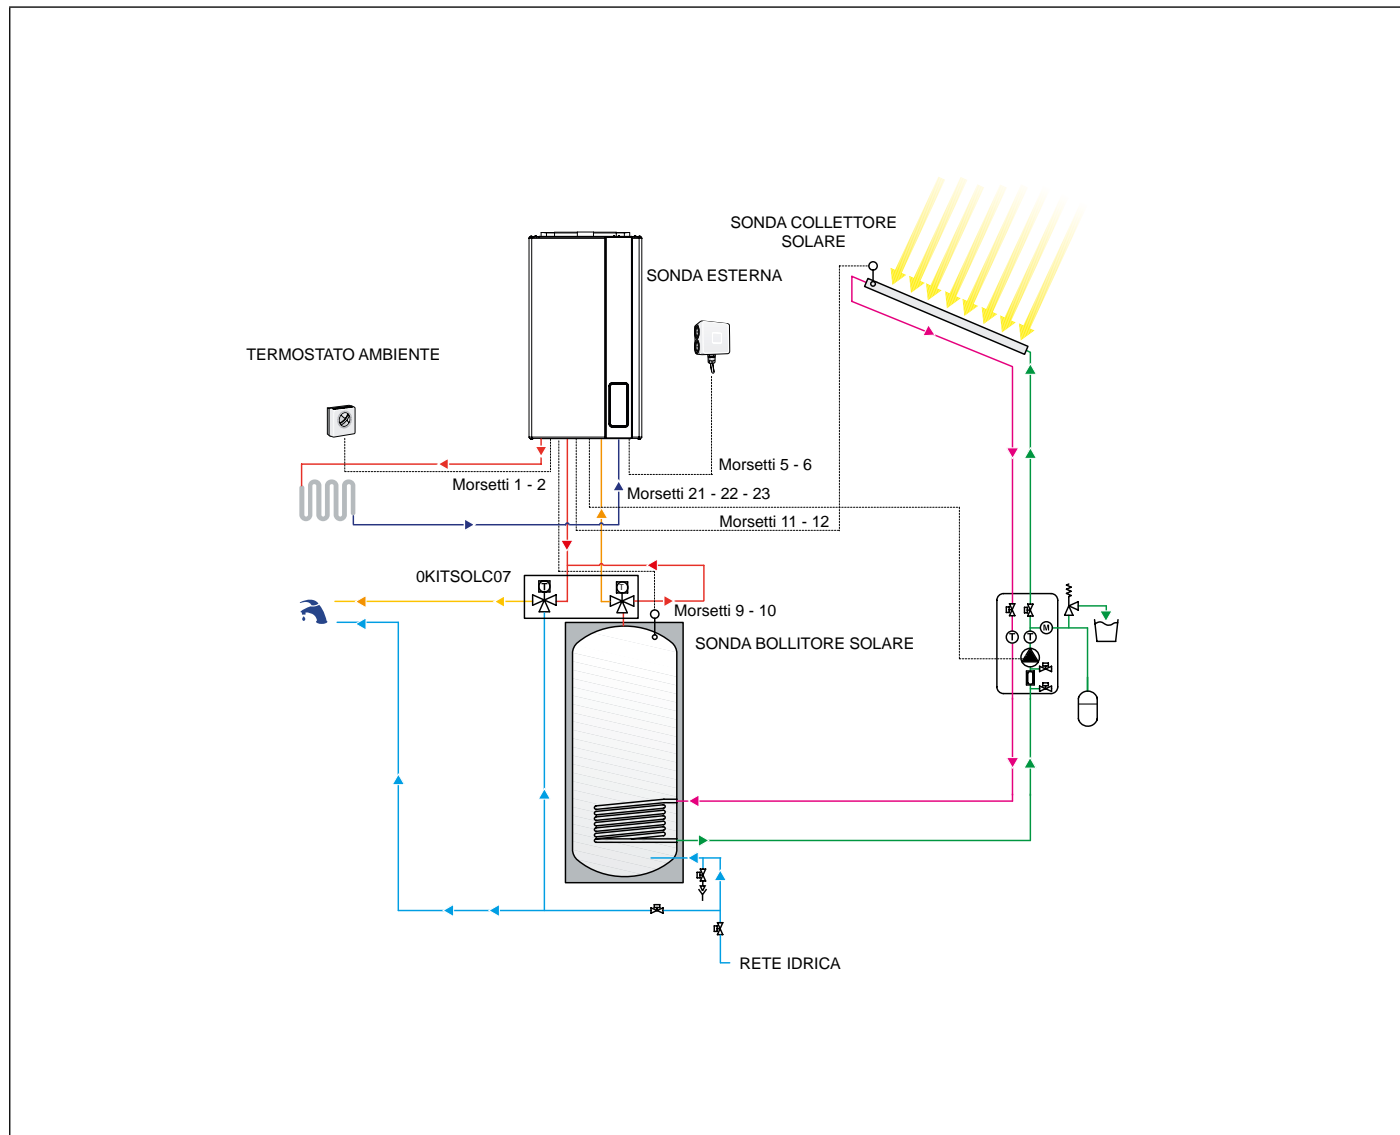 SONDA COLLETTORE
SOLARE
SONDA ESTERNA
TERMOSTATO AMBIENTE
Morsetti 5 - 6
Morsetti 1 - 2
Morsetti 21 - 22 - 23
Morsetti 11 - 12
0KITSOLC07
T
T
Morsetti 9 - 10
M
T
T
SONDA BOLLITORE SOLARE
RETE IDRICA